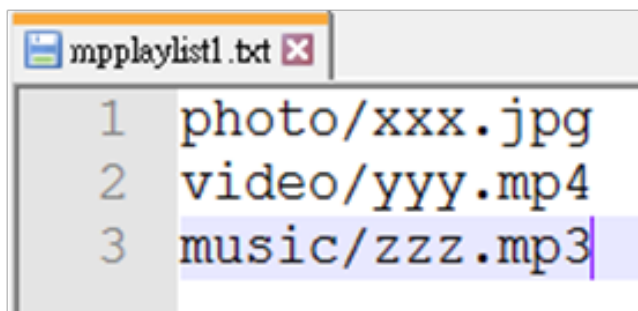 mpplaylist1.txt
1 photo/xxx.jpg
2 video/yyy.mp4
3 music/zzz.mp3